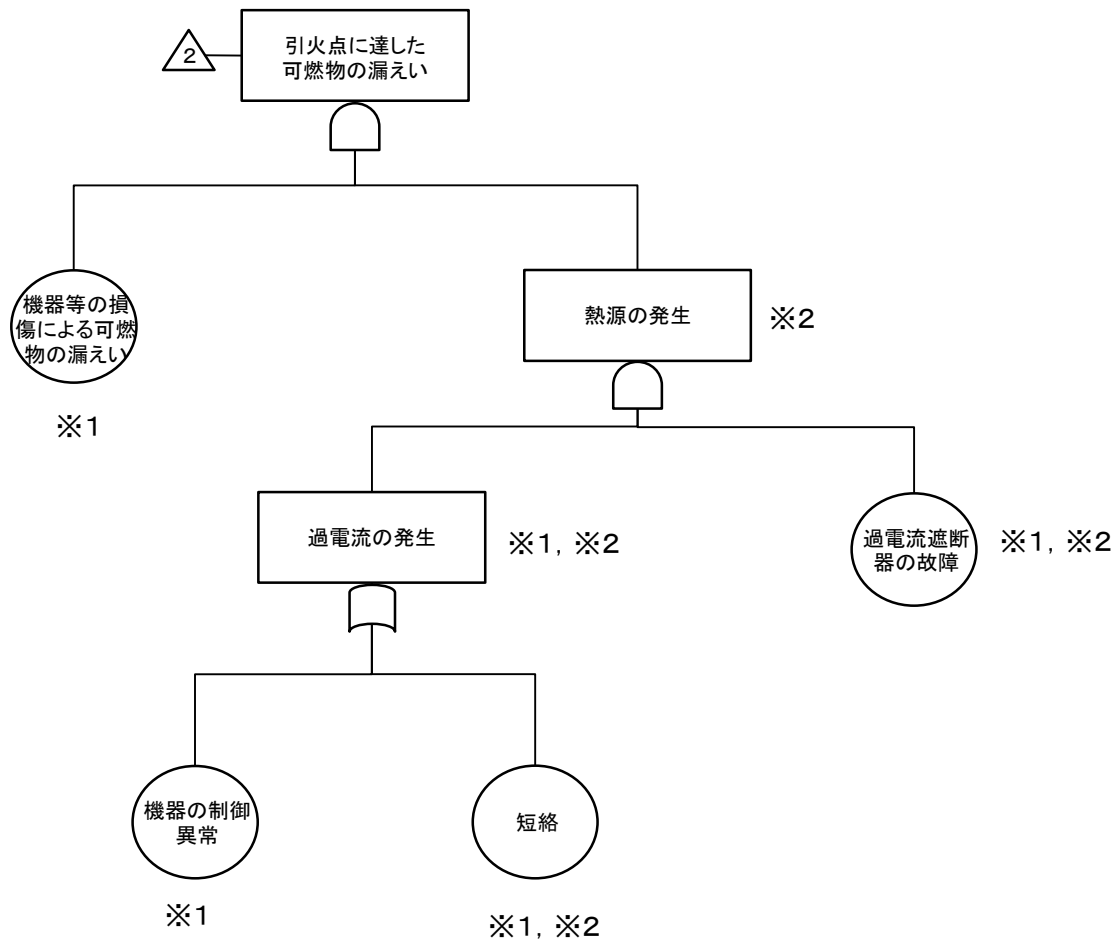 2
引火点に達した
可燃物の漏えい
機器等の損
傷による可燃
物の漏えい
※1
熱源の発生
※2
過電流の発生
※1, ※2
過電流遮断
器の故障
※1, ※2
機器の制御
異常
※1
短絡
※1, ※2